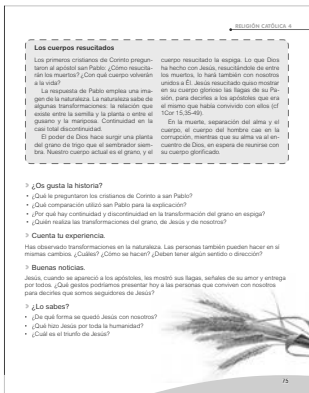 RELIGIÓN CATÓLICA 4
Los cuerpos resucitados
Los primeros cristianos de Corinto pregun-
taron al apóstol san Pablo: ¿Cómo resucita-
rán los muertos? ¿Con qué cuerpo volverán
a la vida?
La respuesta de Pablo emplea una ima-
gen de la naturaleza. La naturaleza sabe de
algunas transformaciones: la relación que
existe entre la semilla y la planta o entre el
gusano y la mariposa. Continuidad en la
casi total discontinuidad.
El poder de Dios hace surgir una planta
del grano de trigo que el sembrador siem-
bra. Nuestro cuerpo actual es el grano, y el
cuerpo resucitado la espiga. Lo que Dios
ha hecho con Jesús, resucitándole de entre
los muertos, lo hará también con nosotros
unidos a Él. Jesús resucitado quiso mostrar
en su cuerpo glorioso las llagas de su Pa-
sión, para decirles a los apóstoles que era
el mismo que había convivido con ellos (cf
1Cor 15,35-49).
En la muerte, separación del alma y el
cuerpo, el cuerpo del hombre cae en la
corrupción, mientras que su alma va al en-
cuentro de Dios, en espera de reunirse con
su cuerpo glorificado.
» ¿Os gusta la historia?
• ¿Qué le preguntaron los cristianos de Corinto a san Pablo?
• ¿Qué comparación utilizó san Pablo para la explicación?
• ¿Por qué hay continuidad y discontinuidad en la transformación del grano en espiga?
• ¿Quién realiza las transformaciones del grano, de Jesús y de nosotros?
» Cuenta tu experiencia.
Has observado transformaciones en la naturaleza. Las personas también pueden hacer en sí
mismas cambios. ¿Cuáles? ¿Cómo se hacen? ¿Deben tener algún sentido o dirección?
» Buenas noticias.
Jesús, cuando se apareció a los apóstoles, les mostró sus llagas, señales de su amor y entrega
por todos. ¿Qué gestos podríamos presentar hoy a las personas que conviven con nosotros
para decirles que somos seguidores de Jesús?
» ¿Lo sabes?
• ¿De qué forma se quedó Jesús con nosotros?
• ¿Qué hizo Jesús por toda la humanidad?
• ¿Cuál es el triunfo de Jesús?
75